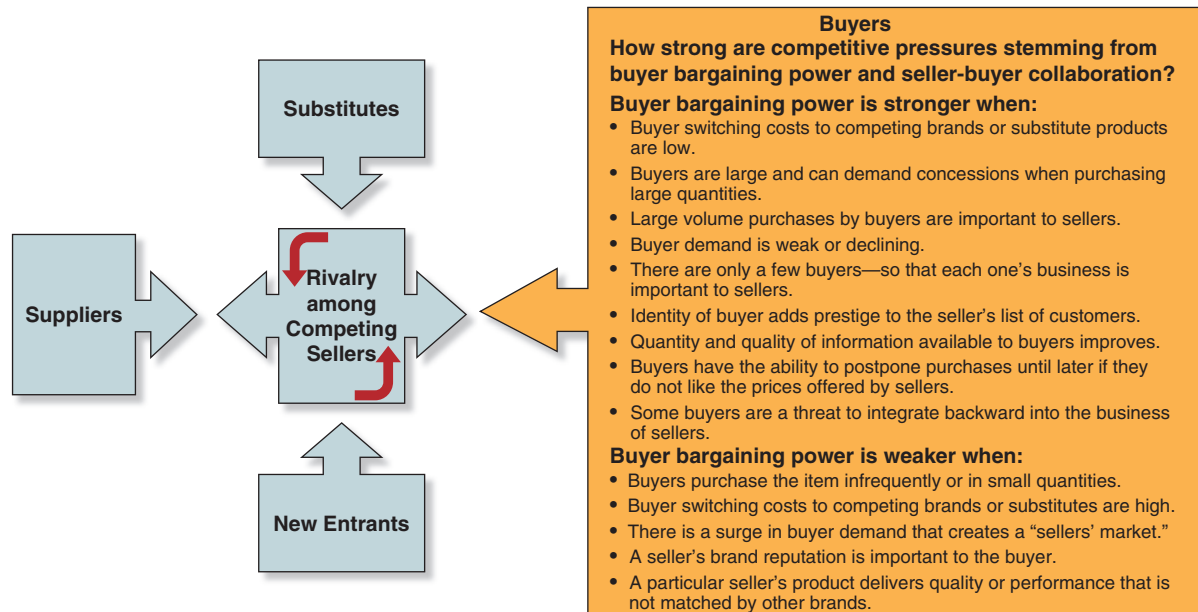 Substitutes
Suppliers
Rivalry
among
Competing
Sellers
New Entrants
Buyers
How strong are competitive pressures stemming from
buyer bargaining power and seller-buyer collaboration?
Buyer bargaining power is stronger when:
• Buyer switching costs to competing brands or substitute products
are low.
• Buyers are large and can demand concessions when purchasing
large quantities.
• Large volume purchases by buyers are important to sellers.
• Buyer demand is weak or declining.
• There are only a few buyers—so that each one's business is
important to sellers.
• Identity of buyer adds prestige to the seller's list of customers.
• Quantity and quality of information available to buyers improves.
• Buyers have the ability to postpone purchases until later if they
do not like the prices offered by sellers.
• Some buyers are a threat to integrate backward into the business
of sellers.
Buyer bargaining power is weaker when:
• Buyers purchase the item infrequently or in small quantities.
• Buyer switching costs to competing brands or substitutes are high.
• There is a surge in buyer demand that creates a “sellers' market.”
• A seller's brand reputation is important to the buyer.
• A particular seller's product delivers quality or performance that is
not matched by other brands.